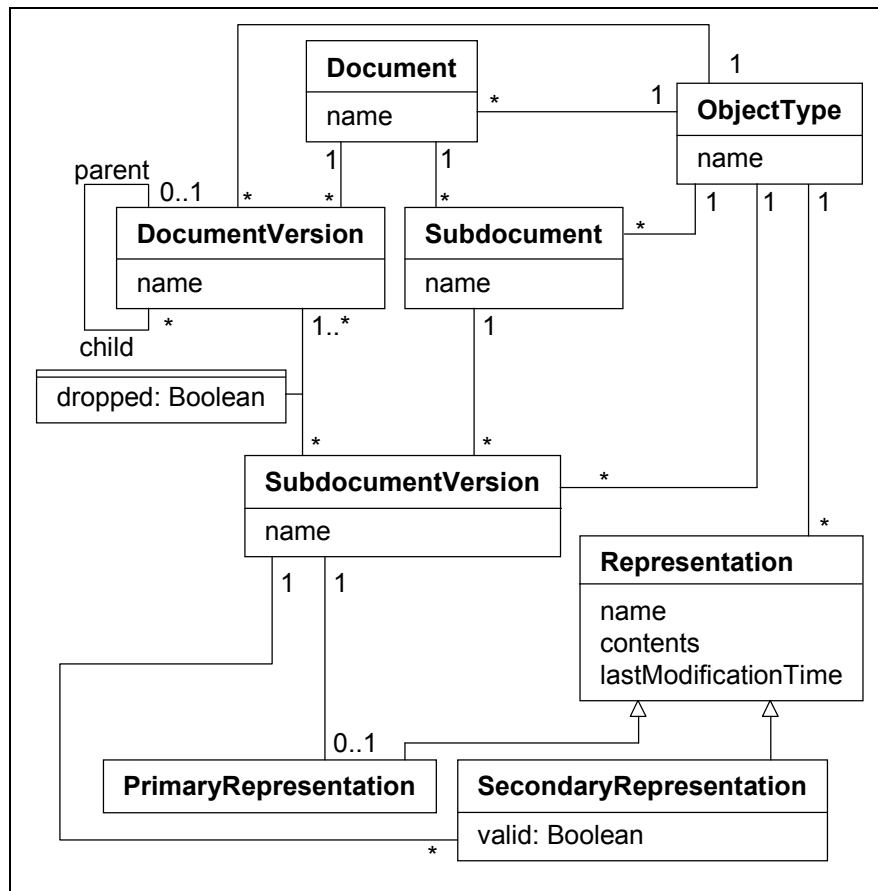 1
Document
*
1
ObjectType
name
name
parent
0..1
*
1
*
1
*
1
1
1
DocumentVersion
Subdocument
*
name
name
*
child
1..*
1
dropped: Boolean
*
*
SubdocumentVersion
*
name
*
Representation
1
1
name
contents
lastModificationTime
0..1
PrimaryRepresentation
SecondaryRepresentation
valid: Boolean
*